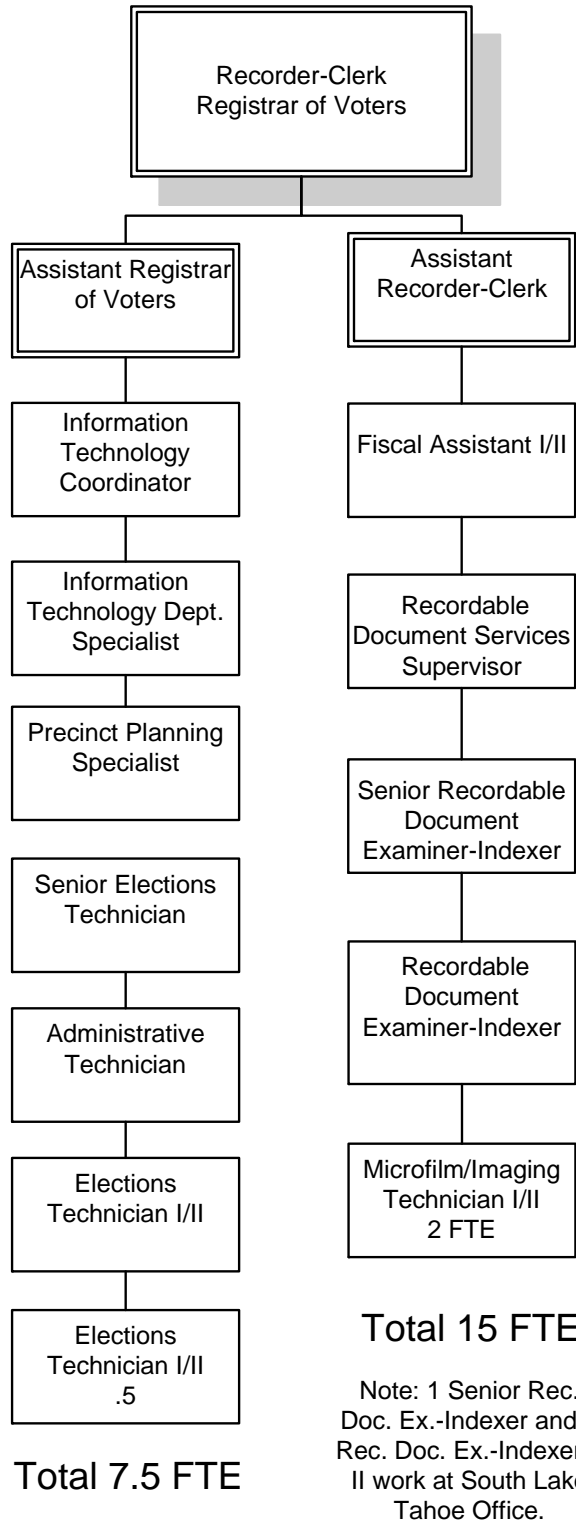 Recorder-Clerk
Registrar of Voters
Assistant Registrar
of Voters
Information
Technology
Coordinator
Information
Technology Dept.
Specialist
Precinct Planning
Specialist
Senior Elections
Technician
Administrative
Technician
Elections
Technician I/II
Elections
Technician I/II
.5
Total 7.5 FTE
Assistant
Recorder-Clerk
Fiscal Assistant I/II
Recordable
Document Services
Supervisor
Senior Recordable
Document
Examiner-Indexer
Recordable
Document
Examiner-Indexer
Microfilm/Imaging
Technician I/II
2 FTE
Total 15 FTE
Note: 1 Senior Rec.
Doc. Ex.-Indexer and
Rec. Doc. Ex.-Indexer
II work at South Lake
Tahoe Office.